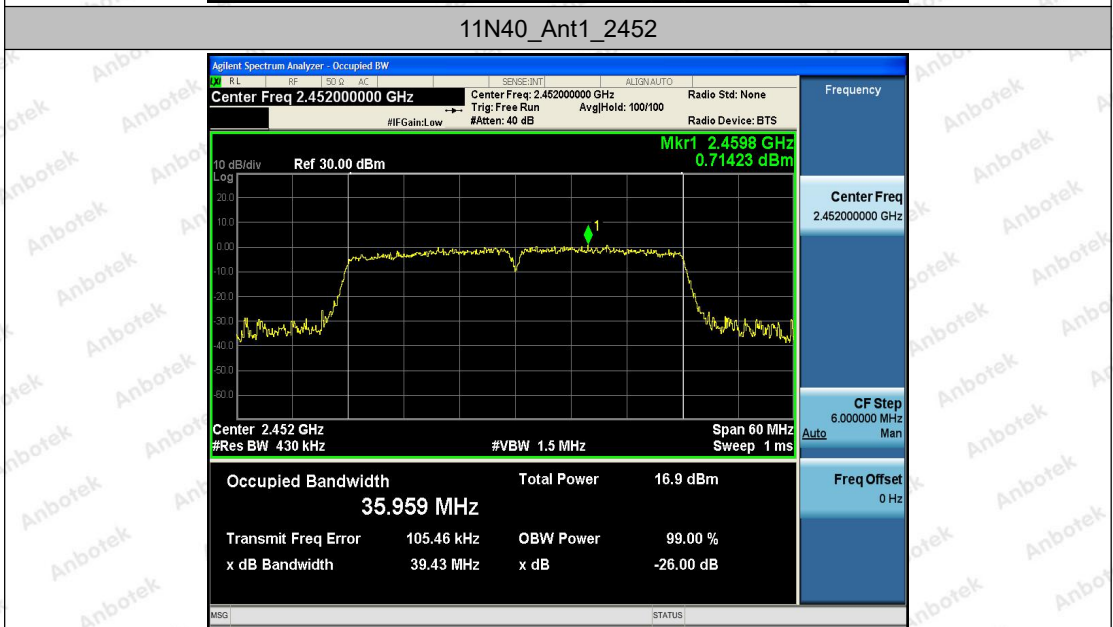 11N40_Ant1_2452
Agilent Spectrum Analyzer - Occupied BW
LXI RL RF 50 Ω AC SENSE:INT ALIGN AUTO
Center Freq 2.452000000 GHz
Center Freq: 2.452000000 GHz Radio Std: None
Trig: Free Run Avg|Hold: 100/100
#IFGain:Low #Atten: 40 dB Radio Device: BTS
Mkr1 2.4598 GHz
0.71423 dBm
10 dB/div Ref 30.00 dBm
Log
20.0
10.0
0.00
-10.0
-20.0
-30.0
-40.0
-50.0
-60.0
1
Center 2.452 GHz Span 60 MHz
#Res BW 430 kHz #VBW 1.5 MHz Sweep 1 ms
Occupied Bandwidth Total Power 16.9 dBm
35.959 MHz
Transmit Freq Error 105.46 kHz OBW Power 99.00 %
x dB Bandwidth 39.43 MHz x dB -26.00 dB
MSG STATUS
Frequency
Center Freq
2.452000000 GHz
CF Step
6.000000 MHz
Auto Man
Freq Offset
0 Hz
Anbotek